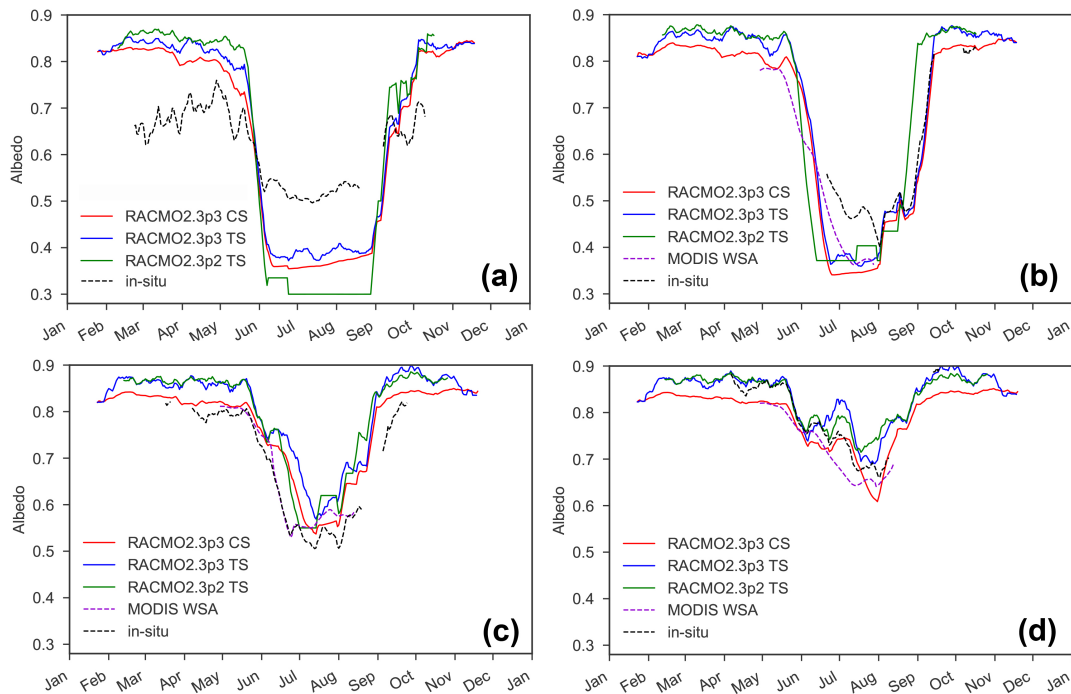 0.9
0.8
0.7
0.6
0.5
0.4
0.3
Albedo
RACMO2.3p3 CS
RACMO2.3p3 TS
RACMO2.3p2 TS
in-situ
(a)
Jan Feb Mar Apr May Jun Jul Aug Sep Oct Nov Dec Jan
0.9
0.8
0.7
0.6
0.5
0.4
0.3
Albedo
RACMO2.3p3 CS
RACMO2.3p3 TS
RACMO2.3p2 TS
MODIS WSA
in-situ
(b)
Jan Feb Mar Apr May Jun Jul Aug Sep Oct Nov Dec Jan
0.9
0.8
0.7
0.6
0.5
0.4
0.3
Albedo
RACMO2.3p3 CS
RACMO2.3p3 TS
RACMO2.3p2 TS
MODIS WSA
in-situ
(c)
Jan Feb Mar Apr May Jun Jul Aug Sep Oct Nov Dec Jan
0.9
0.8
0.7
0.6
0.5
0.4
0.3
Albedo
RACMO2.3p3 CS
RACMO2.3p3 TS
RACMO2.3p2 TS
MODIS WSA
in-situ
(d)
Jan Feb Mar Apr May Jun Jul Aug Sep Oct Nov Dec Jan